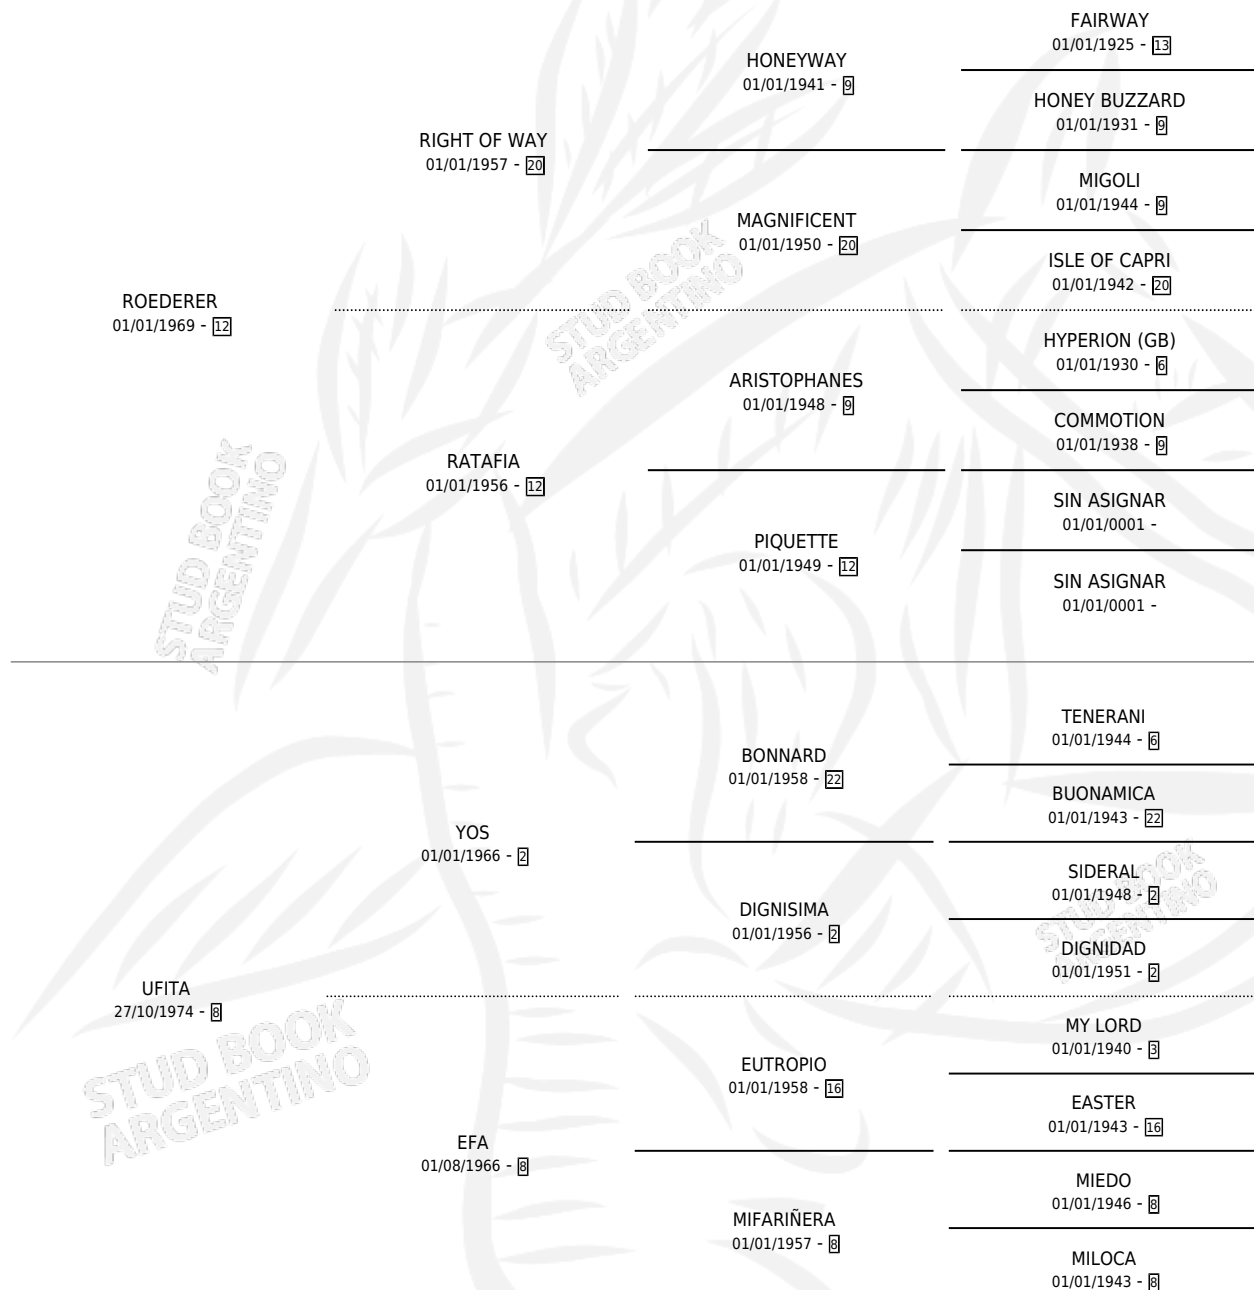 FAIRWAY
01/01/1925 - 13
HONEYWAY
01/01/1941 - 9
HONEY BUZZARD
01/01/1931 - 9
RIGHT OF WAY
01/01/1957 - 20
MIGOLI
01/01/1944 - 9
MAGNIFICENT
01/01/1950 - 20
ISLE OF CAPRI
01/01/1942 - 20
ROEDERER
01/01/1969 - 12
HYPERION (GB)
01/01/1930 - 6
ARISTOPHANES
01/01/1948 - 9
COMMOTION
01/01/1938 - 9
RATAFIA
01/01/1956 - 12
SIN ASIGNAR
01/01/0001 -
PIQUETTE
01/01/1949 - 12
SIN ASIGNAR
01/01/0001 -
TENERANI
01/01/1944 - 6
BONNARD
01/01/1958 - 22
BUONAMICA
01/01/1943 - 22
YOS
01/01/1966 - 2
SIDERAL
01/01/1948 - 2
DIGNISIMA
01/01/1956 - 2
DIGNIDAD
01/01/1951 - 2
UFITA
27/10/1974 - 8
MY LORD
01/01/1940 - 3
EUTROPIO
01/01/1958 - 16
EASTER
01/01/1943 - 16
EFA
01/08/1966 - 8
MIEDO
01/01/1946 - 8
MIFARIÑERA
01/01/1957 - 8
MILOCA
01/01/1943 - 8
STUD BOOK
ARGENTINO
STUD BOOK
ARGENTINO
STUD BOOK
ARGENTINO
STUD BOOK
ARGENTINO